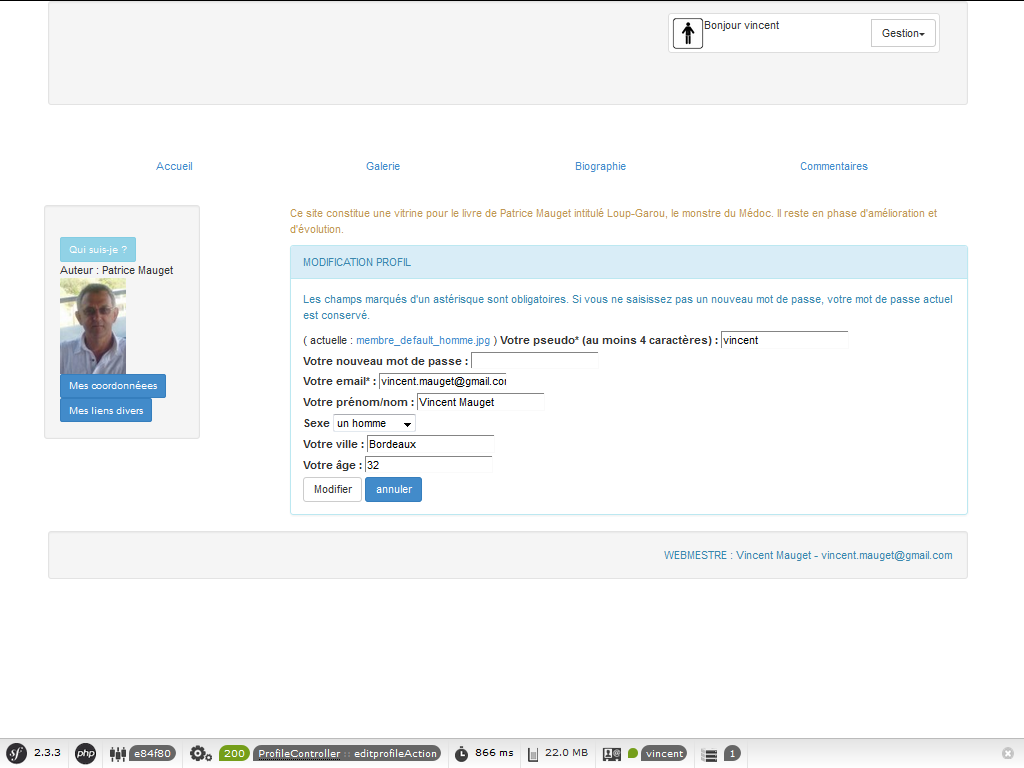 Bonjour vincent
Gestion
Accueil
Galerie
Biographie
Commentaires
Qui suis-je ?
Auteur : Patrice Mauget
Mes coordonnéees
Mes liens divers
Ce site constitue une vitrine pour le livre de Patrice Mauget intitulé Loup-Garou, le monstre du Médoc. Il reste en phase d'amélioration et
d'évolution.
MODIFICATION PROFIL
Les champs marqués d'un astérisque sont obligatoires. Si vous ne saisissez pas un nouveau mot de passe, votre mot de passe actuel
est conservé.
( actuelle : membre_default_homme.jpg ) Votre pseudo* (au moins 4 caractères) : vincent
Votre nouveau mot de passe :
Votre email* : vincent.mauget@gmail.com
Votre prénom/nom : Vincent Mauget
Sexe un homme
Votre ville : Bordeaux
Votre âge : 32
Modifier annuler
WEBMESTRE : Vincent Mauget - vincent.mauget@gmail.com
sf 2.3.3 php e84f80 200 ProfileController :: editprofileAction 866 ms 22.0 MB vincent 1